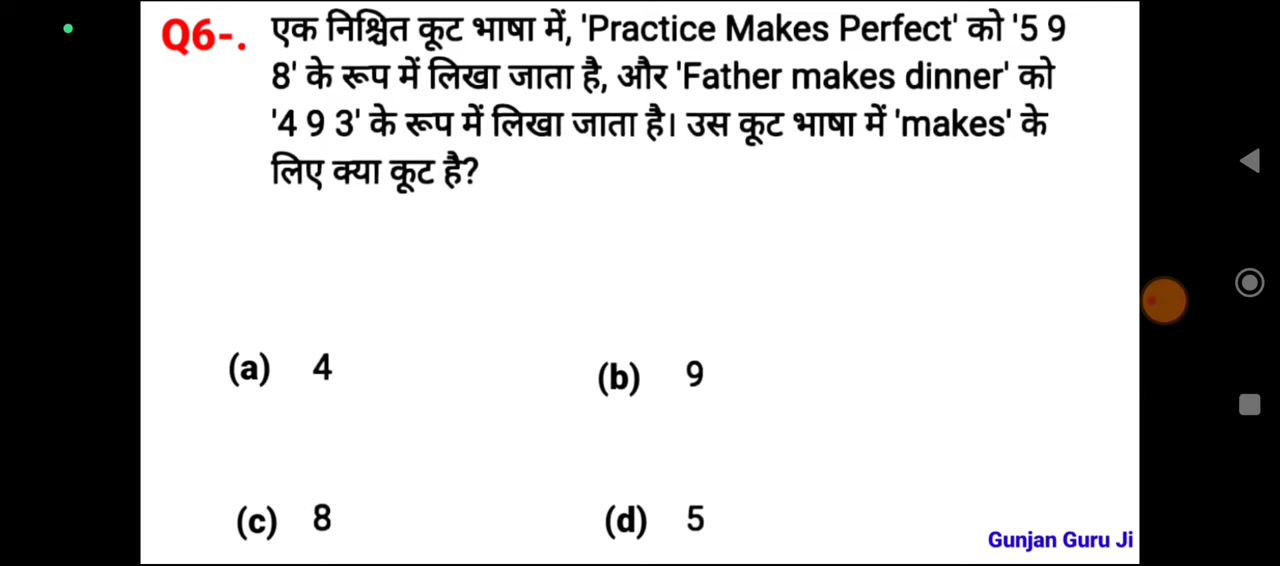 Q6-. एक निश्चित कूट भाषा में, 'Practice Makes Perfect' को '5 9
8' के रूप में लिखा जाता है, और 'Father makes dinner' को
'4 9 3' के रूप में लिखा जाता है। उस कूट भाषा में 'makes' के
लिए क्या कूट है?
(a) 4 (b) 9
(c) 8 (d) 5
Gunjan Guru Ji